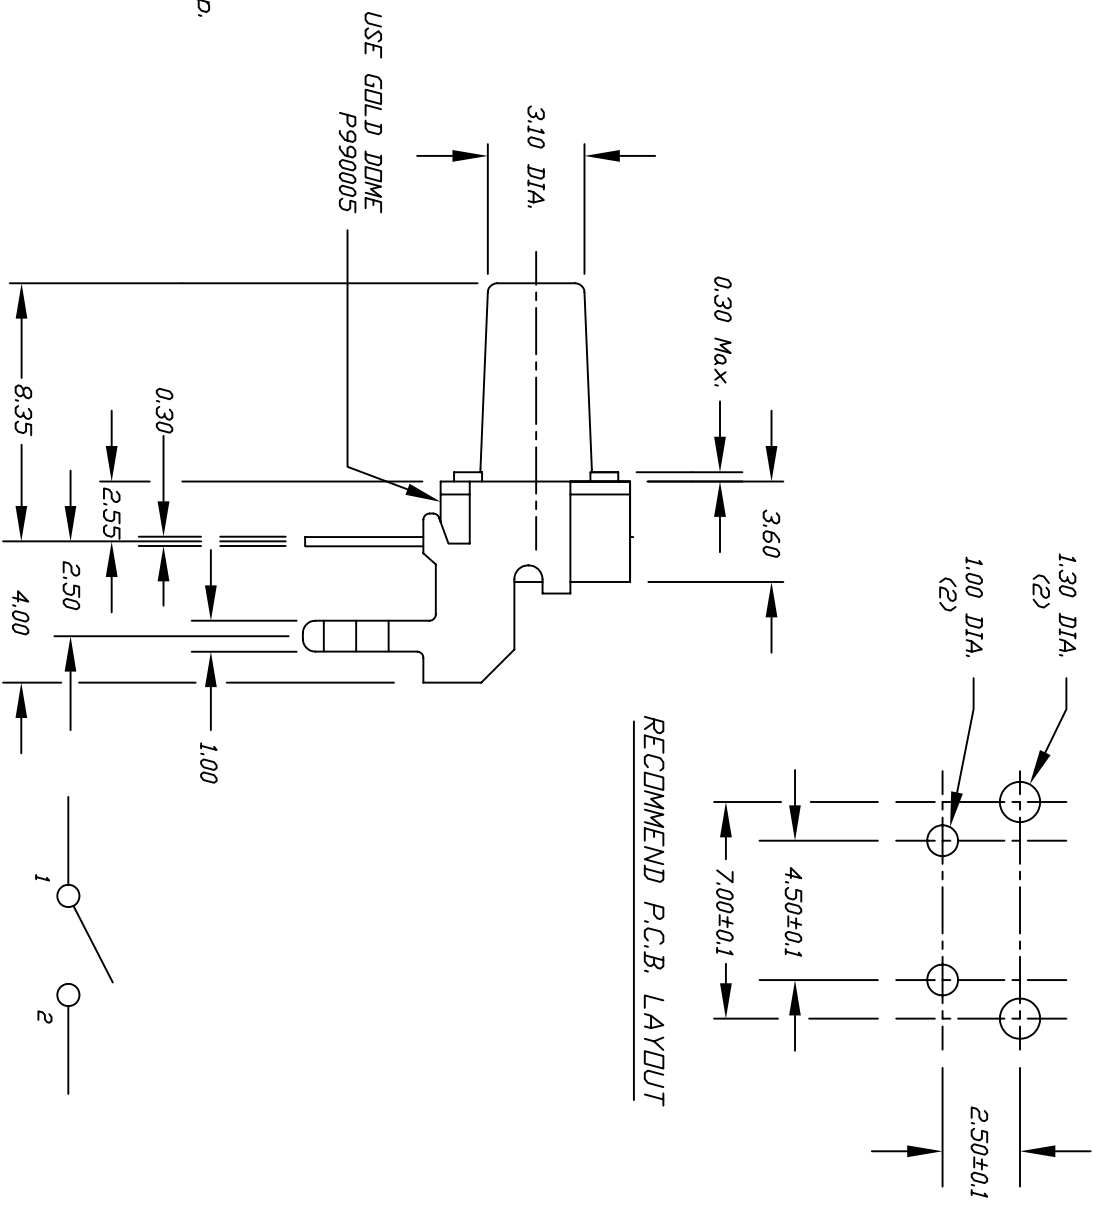 1.30 DIA.
(2)
1.00 DIA.
(2)
2.50±0.1
4.50±0.1
7.00±0.1
RECOMMEND P.C.B. LAYOUT
0.30 Max.
3.60
3.10 DIA.
USE GOLD DOME
P990005
0.30
2.55
8.35
2.50
4.00
1.00
1
2